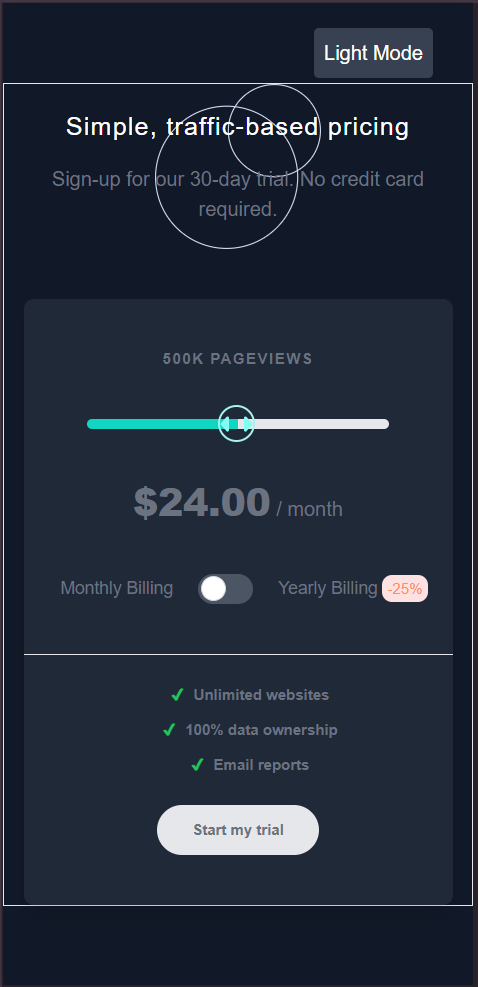 Light Mode
Simple, traffic-based pricing
Sign-up for our 30-day trial. No credit card
required.
500K PAGEVIEWS
$24.00 / month
Monthly Billing Yearly Billing -25%
✓ Unlimited websites
✓ 100% data ownership
✓ Email reports
Start my trial